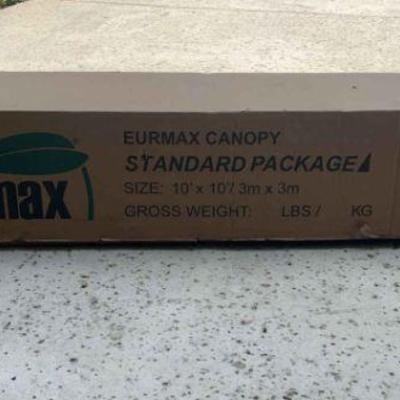 max
EURMAX CANOPY
STANDARD PACKAGE
SIZE: 10' x 10'/ 3m x 3m
GROSS WEIGHT: LBS / KG